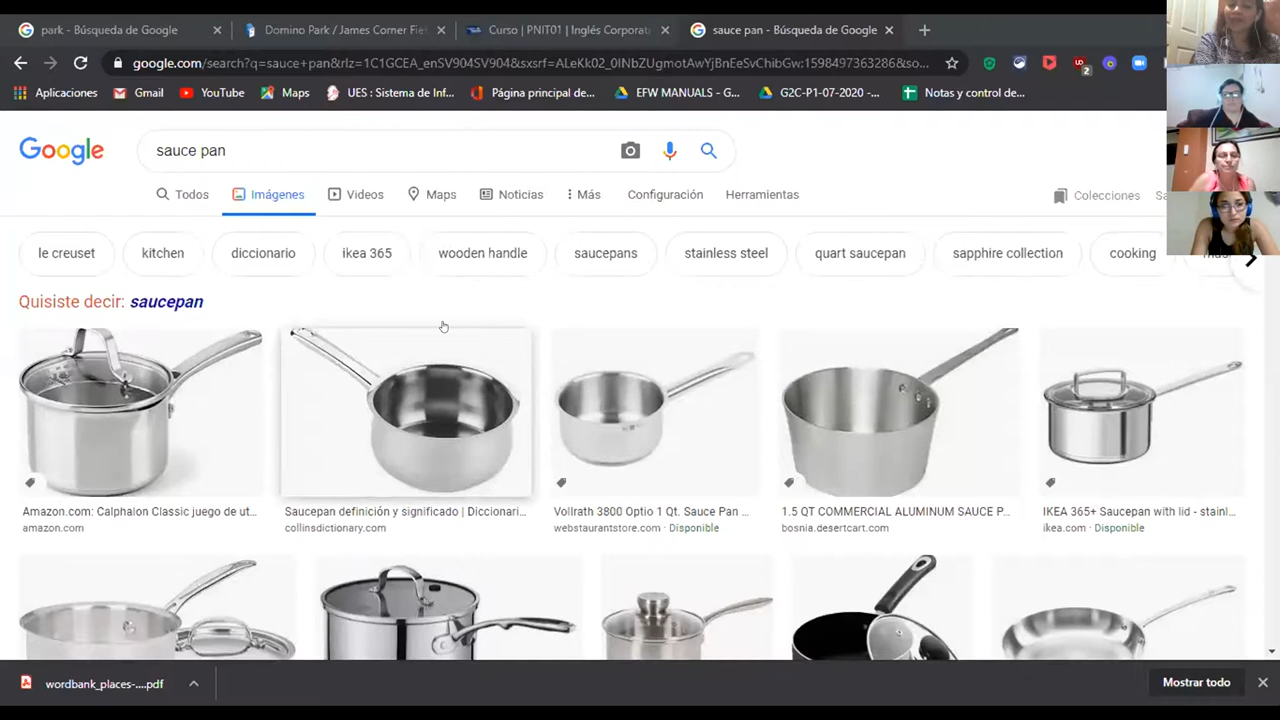 park - Búsqueda de Google
Domino Park / James Corner Fie
Curso | PNIT01 | Inglés Corporat
sauce pan - Búsqueda de Google
google.com/search?q=sauce+pan&rlz=1C1GCEA_enSV904SV904&sxsrf=ALeKk02_0INbZUgmotAwYjBnEeSvChibGw:1598497363286&so...
2
Aplicaciones
Gmail
YouTube
Maps
UES : Sistema de Inf...
Página principal de...
EFW MANUALS - G...
G2C-P1-07-2020 -...
Notas y control de...
Google
sauce pan
Todos
Imágenes
Videos
Maps
Noticias
Más
Configuración
Herramientas
Colecciones
le creuset
kitchen
diccionario
ikea 365
wooden handle
saucepans
stainless steel
quart saucepan
sapphire collection
cooking
Quisiste decir: saucepan
Amazon.com: Calphalon Classic juego de ut...
amazon.com
Saucepan definición y significado | Diccionari...
collinsdictionary.com
Vollrath 3800 Optio 1 Qt. Sauce Pan ...
webstaurantstore.com · Disponible
1.5 QT COMMERCIAL ALUMINUM SAUCE P...
bosnia.desertcart.com
IKEA 365+ Saucepan with lid - stainl...
ikea.com · Disponible
wordbank_places-....pdf
Mostrar todo